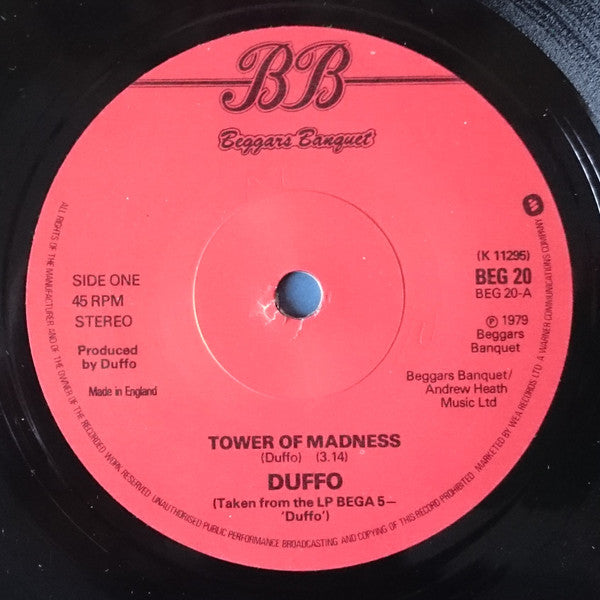 BB
Beggars Banquet
SIDE ONE
45 RPM
STEREO
Produced
by Duffo
Made in England
(K 11295)
BEG 20
BEG 20-A
℗ 1979
Beggars
Banquet
Beggars Banquet/
Andrew Heath
Music Ltd
TOWER OF MADNESS
(Duffo) (3.14)
DUFFO
(Taken from the LP BEGA 5–
'Duffo')
ALL RIGHTS OF THE MANUFACTURER AND OF THE OWNER OF THE RECORDED WORK RESERVED. UNAUTHORISED PUBLIC PERFORMANCE BROADCASTING AND COPYING OF THIS RECORD PROHIBITED. MARKETED BY WEA RECORDS LTD. A WARNER COMMUNICATIONS COMPANY